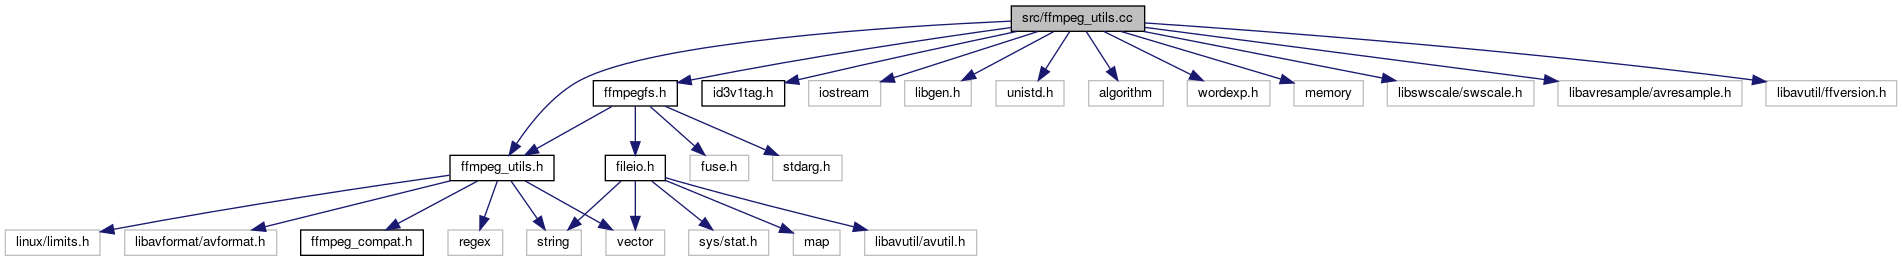 src/ffmpeg_utils.cc
ffmpegfs.h
id3v1tag.h
iostream
libgen.h
unistd.h
algorithm
wordexp.h
memory
libswscale/swscale.h
libavresample/avresample.h
libavutil/ffversion.h
ffmpeg_utils.h
fileio.h
fuse.h
stdarg.h
linux/limits.h
libavformat/avformat.h
ffmpeg_compat.h
regex
string
vector
sys/stat.h
map
libavutil/avutil.h